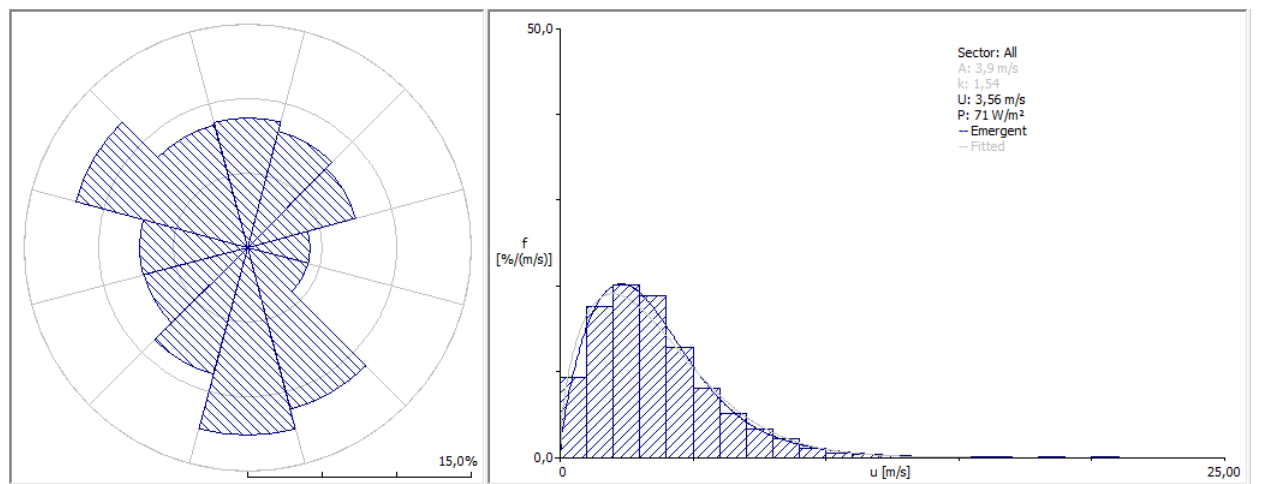 15,0%
50,0
f
[%/(m/s)]
0,0
0
u [m/s]
25,00
Sector: All
A: 3,9 m/s
k: 1,54
U: 3,56 m/s
P: 71 W/m²
-- Emergent
-- Fitted